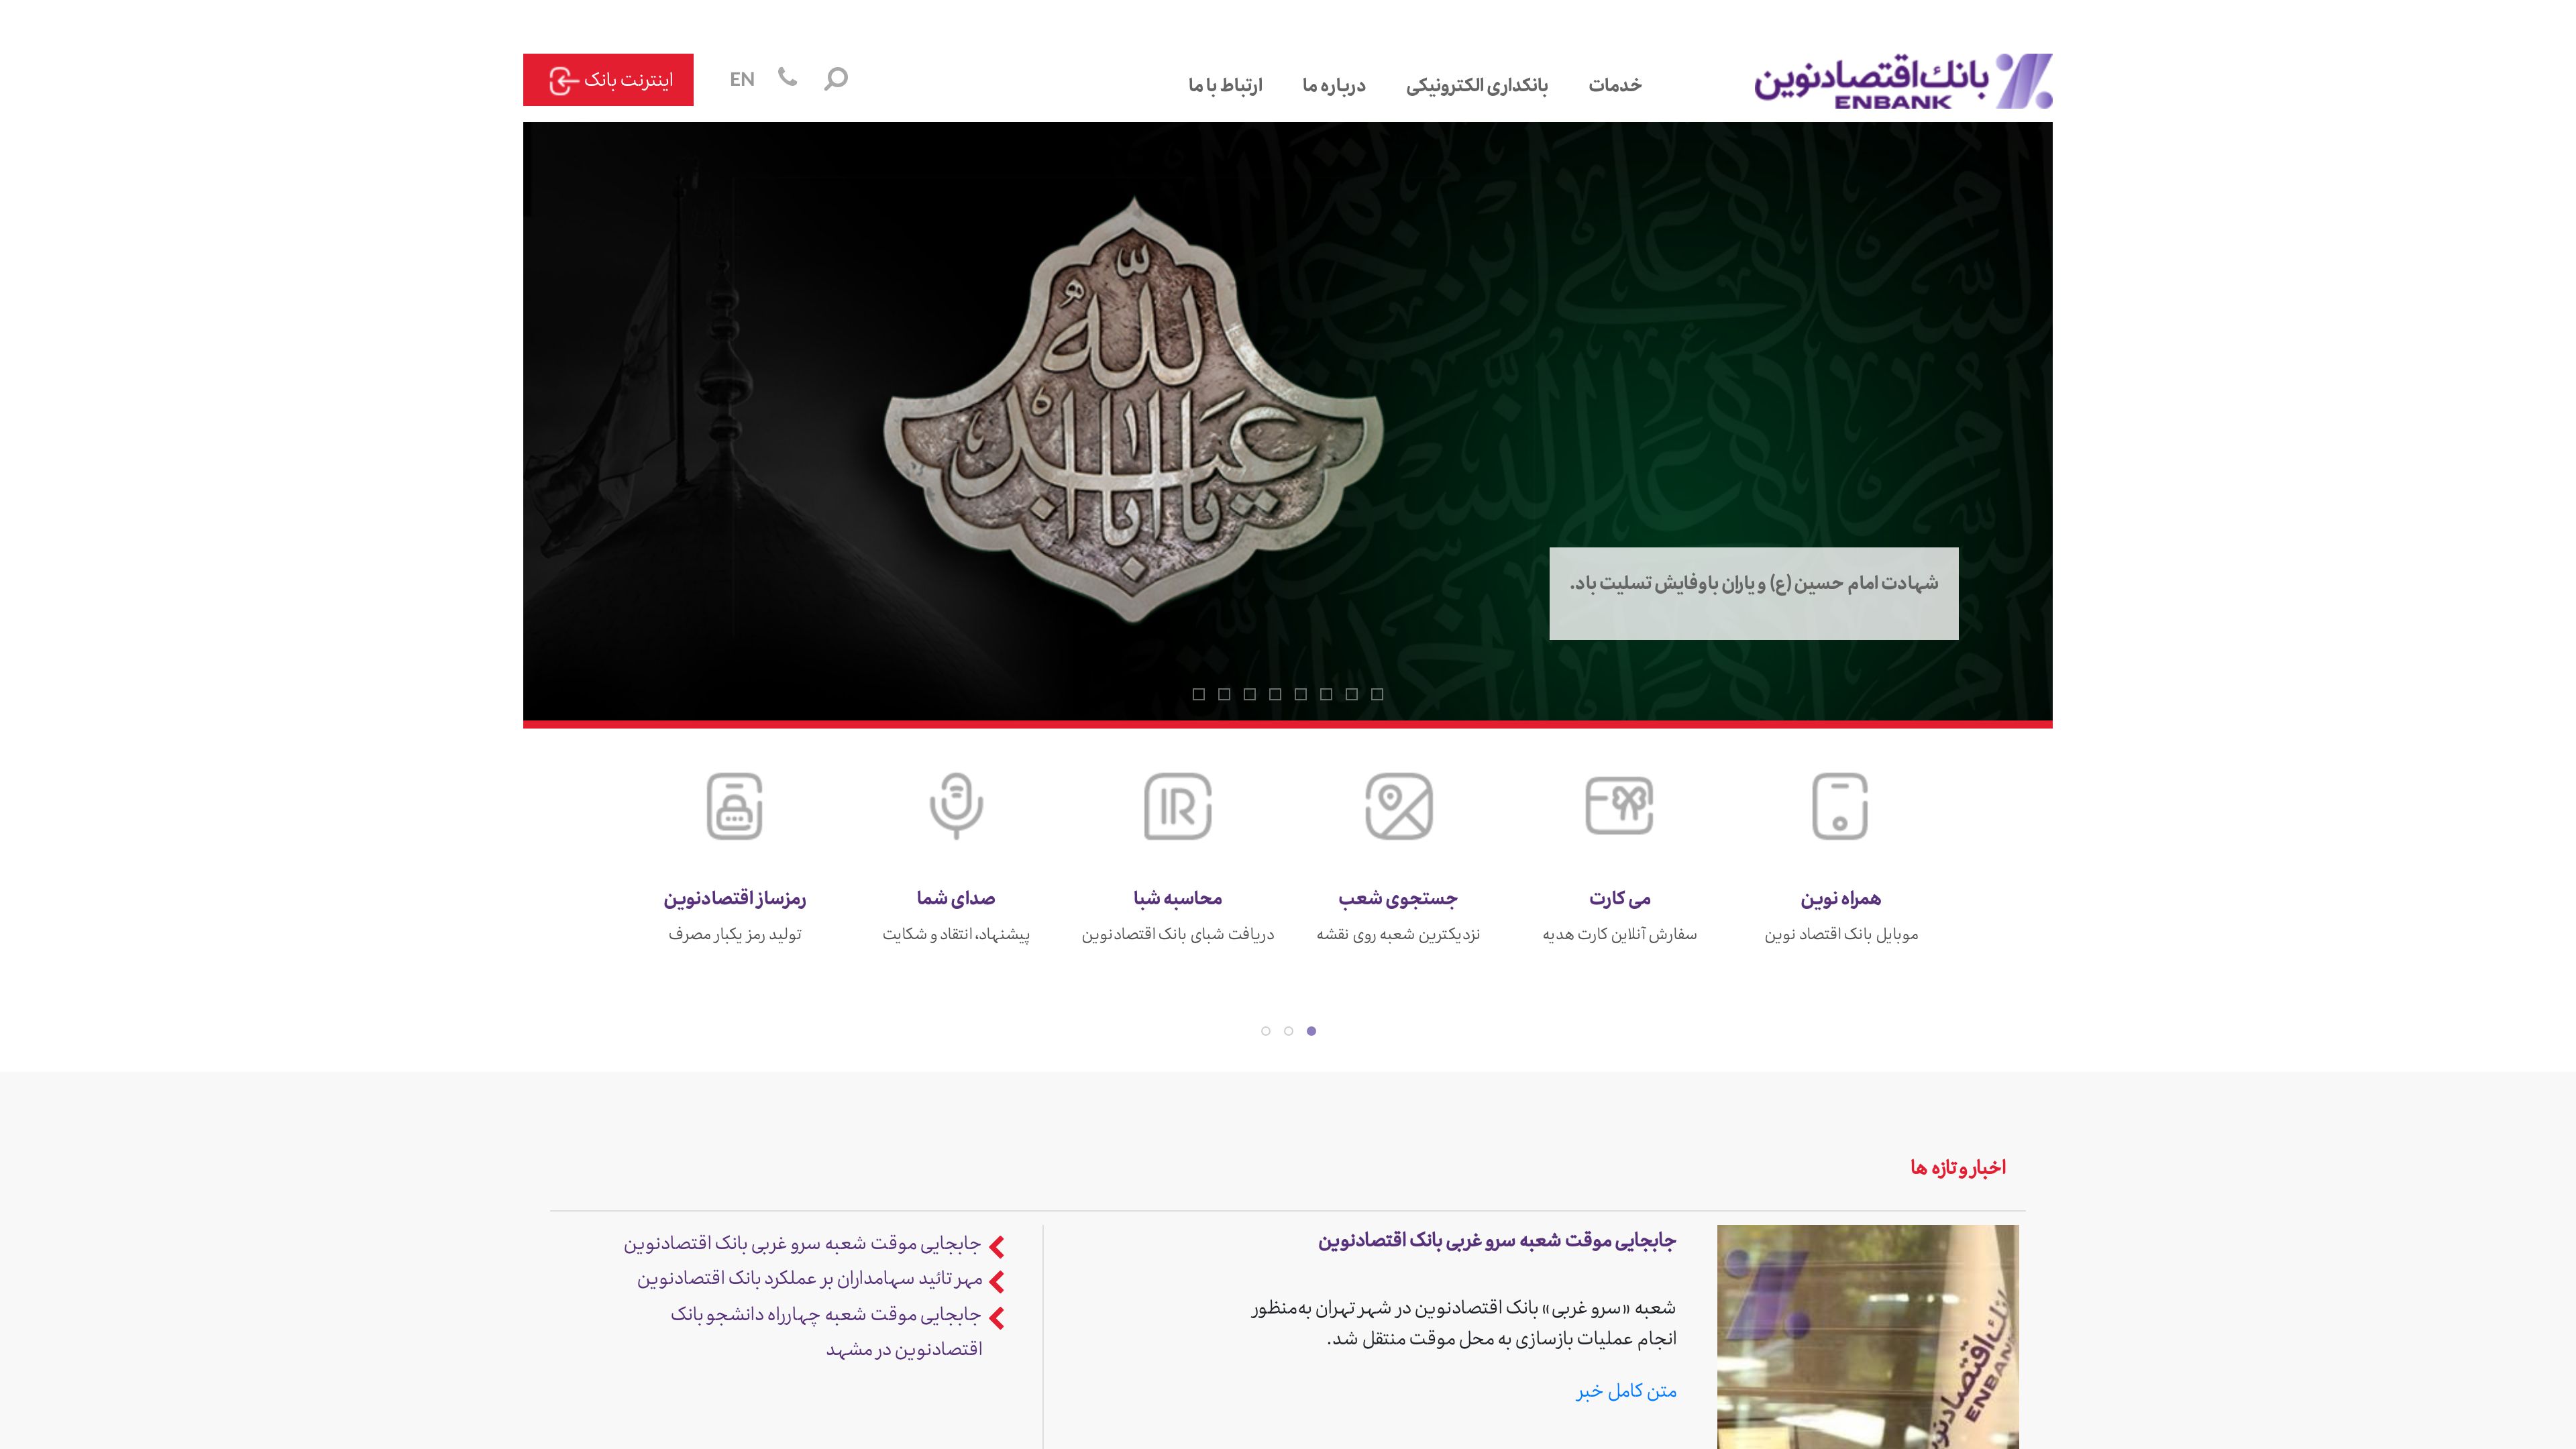 بانک‌اقتصادنوین
ENBANK
خدمات
بانکداری الکترونیکی
درباره ما
ارتباط با ما
EN
اینترنت بانک
یا اباعبدالله
شهادت امام حسین (ع) و یاران باوفایش تسلیت باد.
همراه نوین
موبایل بانک اقتصاد نوین
می کارت
سفارش آنلاین کارت هدیه
جستجوی شعب
نزدیکترین شعبه روی نقشه
IR
محاسبه شبا
دریافت شبای بانک اقتصادنوین
صدای شما
پیشنهاد، انتقاد و شکایت
رمزساز اقتصادنوین
تولید رمز یکبار مصرف
اخبار و تازه ها
ENBANK
جابجایی موقت شعبه سرو غربی بانک اقتصادنوین
شعبه «سرو غربی» بانک اقتصادنوین در شهر تهران به‌منظور
انجام عملیات بازسازی به محل موقت منتقل شد.
متن کامل خبر
جابجایی موقت شعبه سرو غربی بانک اقتصادنوین
مهر تائید سهامداران بر عملکرد بانک اقتصادنوین
جابجایی موقت شعبه چهارراه دانشجو بانک
اقتصادنوین در مشهد